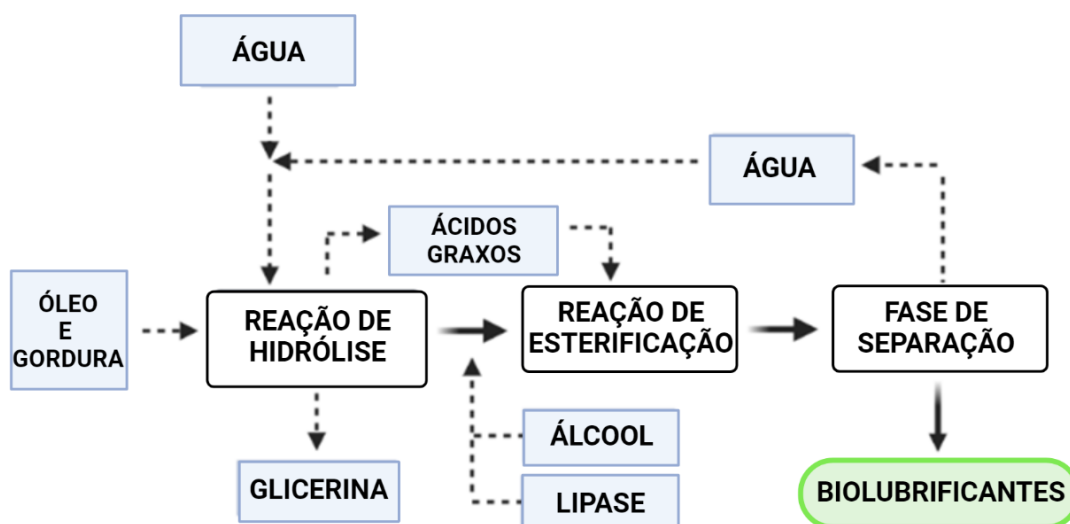 ÁGUA
ÁGUA
ÁCIDOS
GRAXOS
ÓLEO
E
GORDURA
REAÇÃO DE
HIDRÓLISE
REAÇÃO DE
ESTERIFICAÇÃO
FASE DE
SEPARAÇÃO
GLICERINA
ÁLCOOL
LIPASE
BIOLUBRIFICANTES